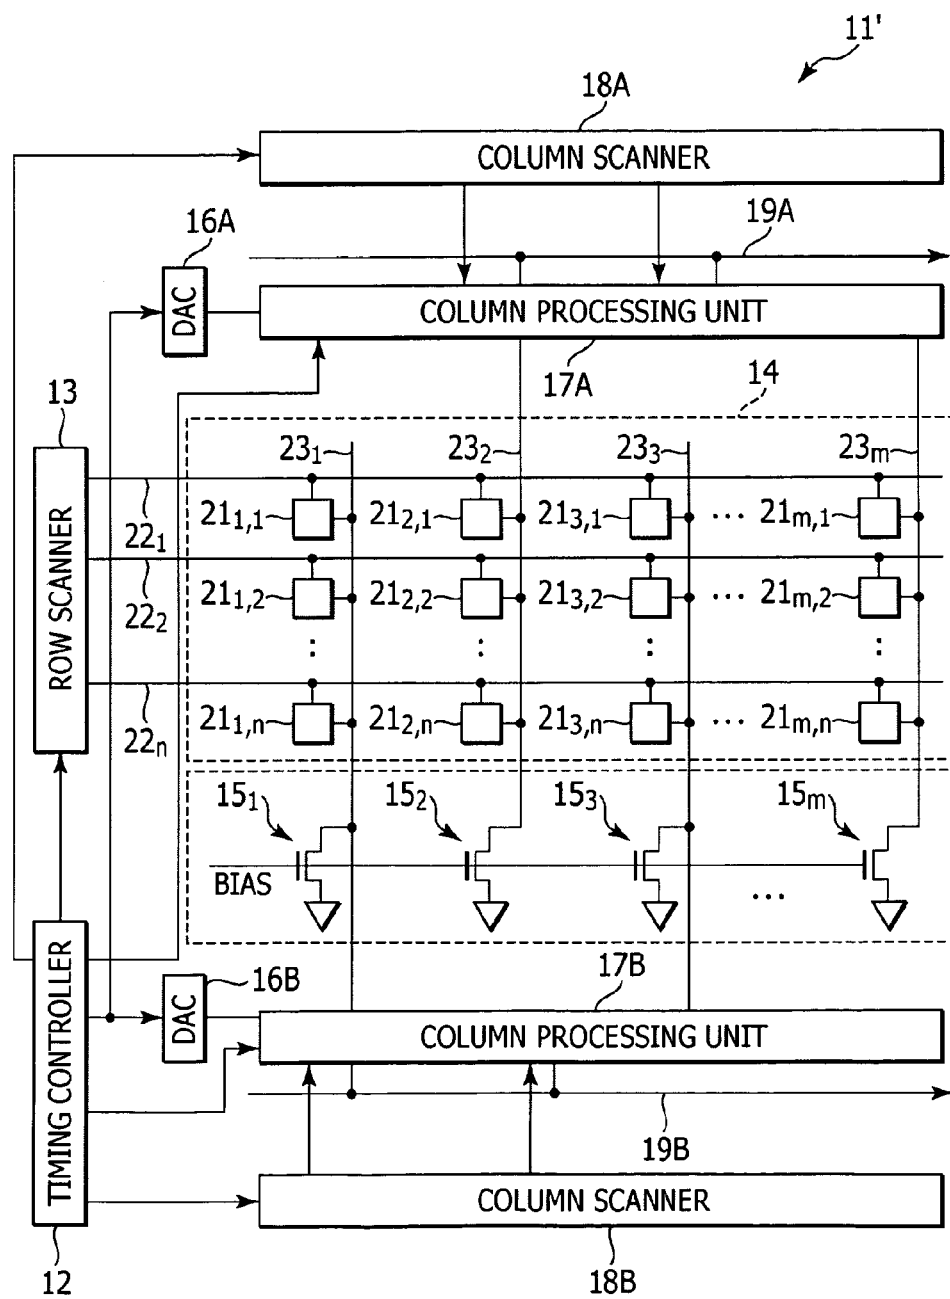 11'
18A
COLUMN SCANNER
16A
19A
DAC
COLUMN PROCESSING UNIT
17A
14
13
23₁ 23₂ 23₃ 23ₘ
ROW SCANNER
21₁,₁ 21₂,₁ 21₃,₁ ... 21ₘ,₁
22₁
21₁,₂ 21₂,₂ 21₃,₂ ... 21ₘ,₂
22₂
21₁,ₙ 21₂,ₙ 21₃,ₙ ... 21ₘ,ₙ
22ₙ
15₁ 15₂ 15₃ 15ₘ
BIAS
...
TIMING CONTROLLER
16B
17B
DAC
COLUMN PROCESSING UNIT
19B
COLUMN SCANNER
12
18B